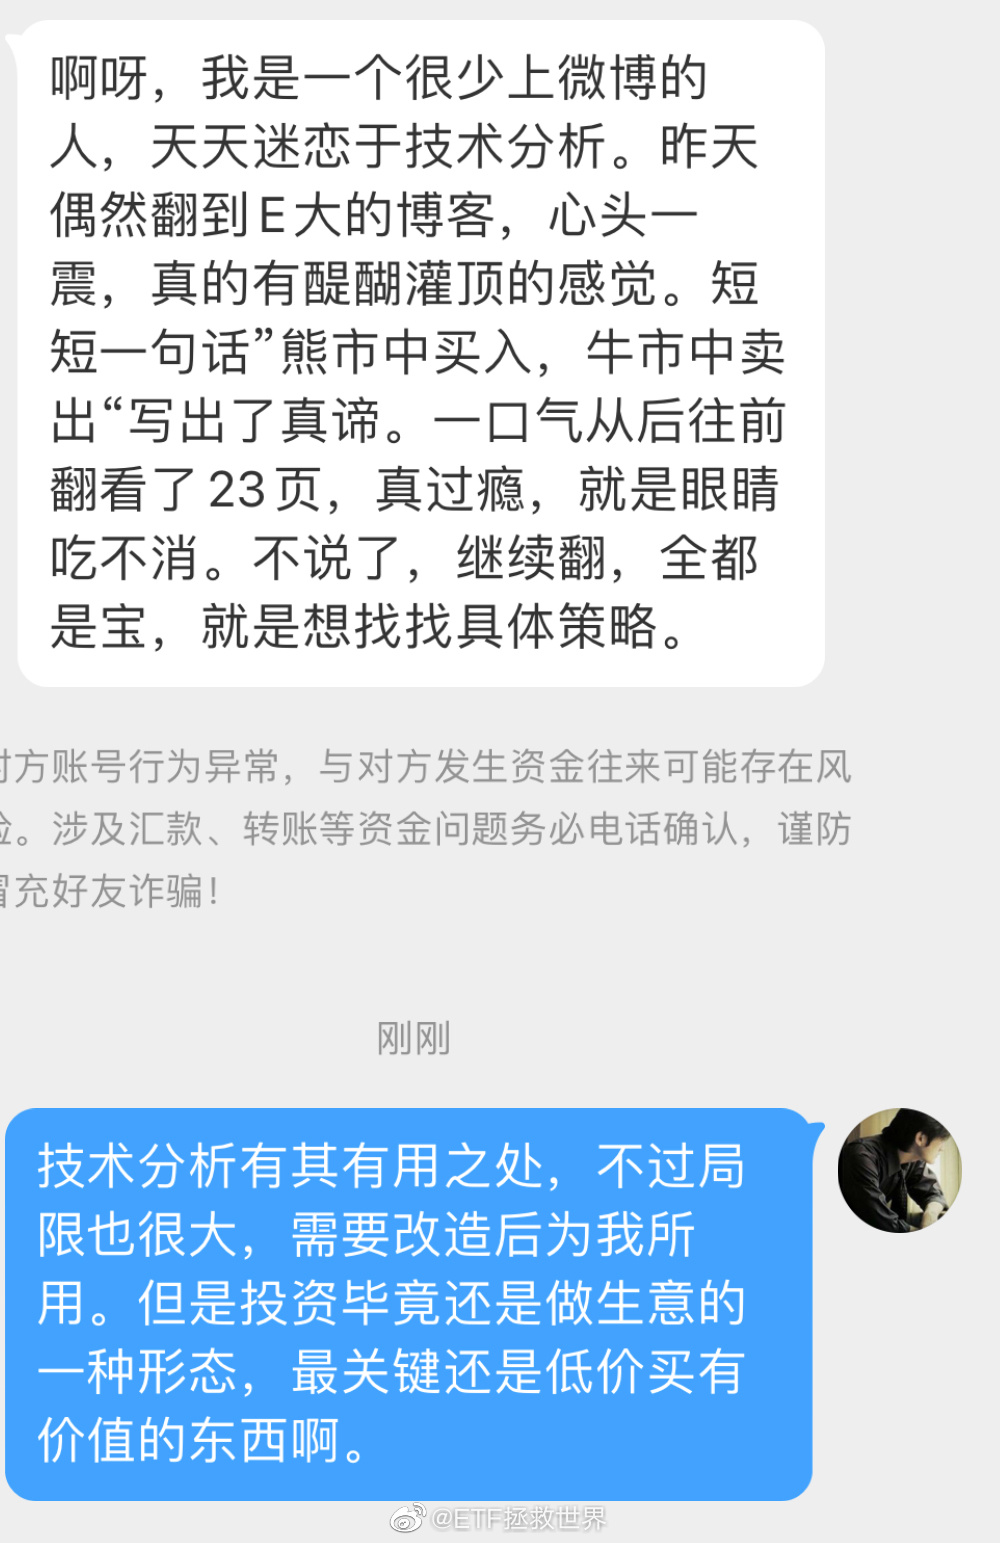 啊呀，我是一个很少上微博的
人，天天迷恋于技术分析。昨天
偶然翻到E大的博客，心头一
震，真的有醍醐灌顶的感觉。短
短一句话”熊市中买入，牛市中卖
出“写出了真谛。一口气从后往前
翻看了23页，真过瘾，就是眼睛
吃不消。不说了，继续翻，全都
是宝，就是想找找具体策略。
对方账号行为异常，与对方发生资金往来可能存在风
险。涉及汇款、转账等资金问题务必电话确认，谨防
冒充好友诈骗！
刚刚
技术分析有其有用之处，不过局
限也很大，需要改造后为我所
用。但是投资毕竟还是做生意的
一种形态，最关键还是低价买有
价值的东西啊。
@ETF拯救世界